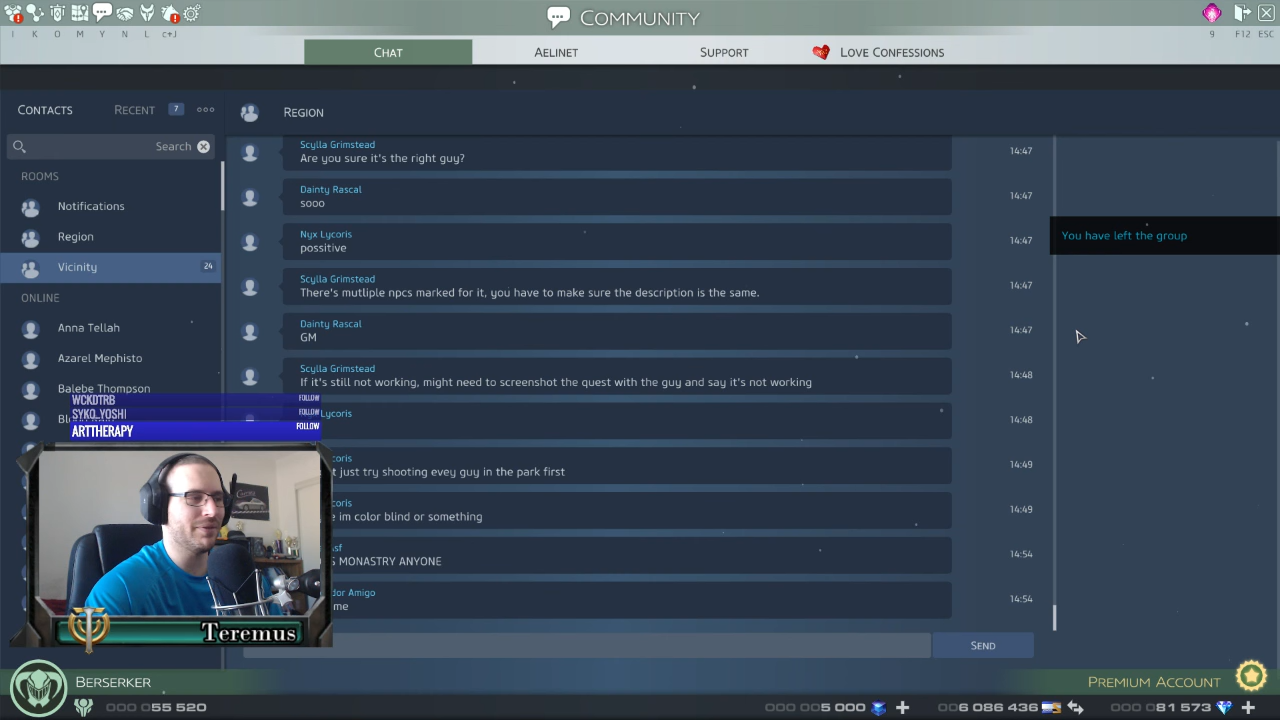 COMMUNITY
I K O M Y N L c+J
9 F12 ESC
CHAT
AELINET
SUPPORT
LOVE CONFESSIONS
CONTACTS
RECENT 7
REGION
Search
ROOMS
Notifications
Region
Vicinity 24
ONLINE
Anna Tellah
Azarel Mephisto
Balebe Thompson
Scylla Grimstead
Are you sure it's the right guy?
14:47
Dainty Rascal
sooo
14:47
Nyx Lycoris
possitive
14:47
Scylla Grimstead
There's mutliple npcs marked for it, you have to make sure the description is the same.
14:47
Dainty Rascal
GM
14:47
Scylla Grimstead
If it's still not working, might need to screenshot the quest with the guy and say it's not working
14:48
Lycoris
14:48
just try shooting evey guy in the park first
14:49
im color blind or something
14:49
MONASTRY ANYONE
14:54
Amigo
me
14:54
You have left the group
WCKDTRB FOLLOW
SYKO_YOSHI FOLLOW
ARTTHERAPY FOLLOW
Teremus
SEND
BERSERKER
PREMIUM ACCOUNT
000 055 520
000 005 000
006 086 436
000 081 573